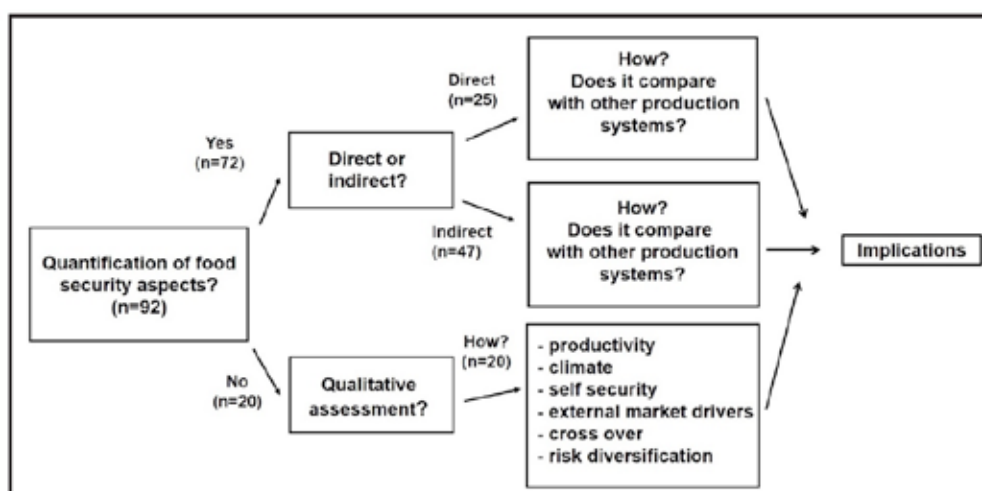 Quantification of food
security aspects?
(n=92)
Yes
(n=72)
No
(n=20)
Direct or
indirect?
Qualitative
assessment?
Direct
(n=25)
Indirect
(n=47)
How?
(n=20)
How?
Does it compare
with other production
systems?
How?
Does it compare
with other production
systems?
- productivity
- climate
- self security
- external market drivers
- cross over
- risk diversification
Implications